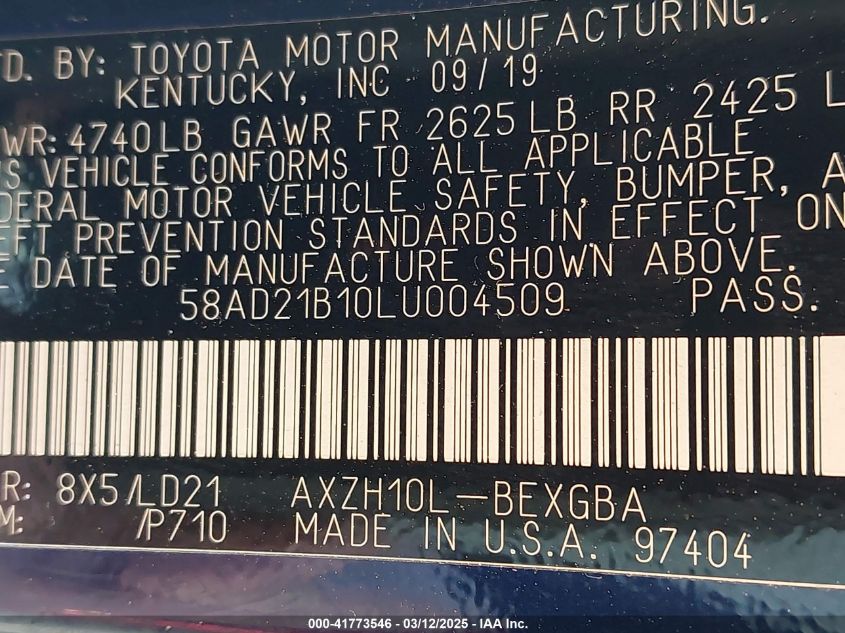 D. BY: TOYOTA MOTOR MANUFACTURING.
KENTUCKY, INC 09/19
WR: 4740LB GAWR FR 2625LB RR 2425 L
S VEHICLE CONFORMS TO ALL APPLICABLE
DERAL MOTOR VEHICLE SAFETY, BUMPER, A
EFT PREVENTION STANDARDS IN EFFECT ON
E DATE OF MANUFACTURE SHOWN ABOVE.
58AD21B10LU004509 PASS.
R: 8X5/LD21 AXZH10L-BEXGBA
M: /P710 MADE IN U.S.A. 97404
000-41773546 - 03/12/2025 - IAA Inc.